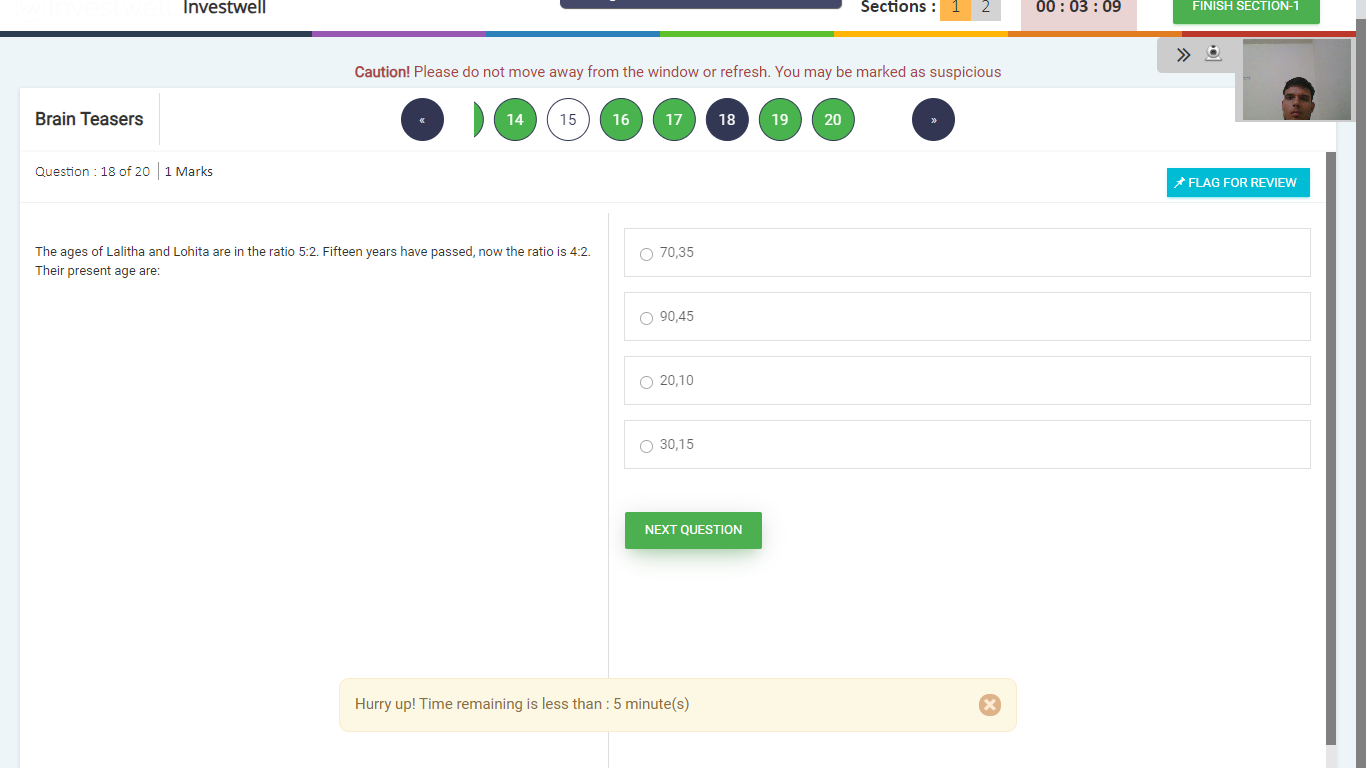 Investwell
Sections : 1 2
00 : 03 : 09
FINISH SECTION-1
Caution! Please do not move away from the window or refresh. You may be marked as suspicious
Brain Teasers
« 14 15 16 17 18 19 20 »
Question : 18 of 20 1 Marks
FLAG FOR REVIEW
The ages of Lalitha and Lohita are in the ratio 5:2. Fifteen years have passed, now the ratio is 4:2.
Their present age are:
70,35
90,45
20,10
30,15
NEXT QUESTION
Hurry up! Time remaining is less than : 5 minute(s)